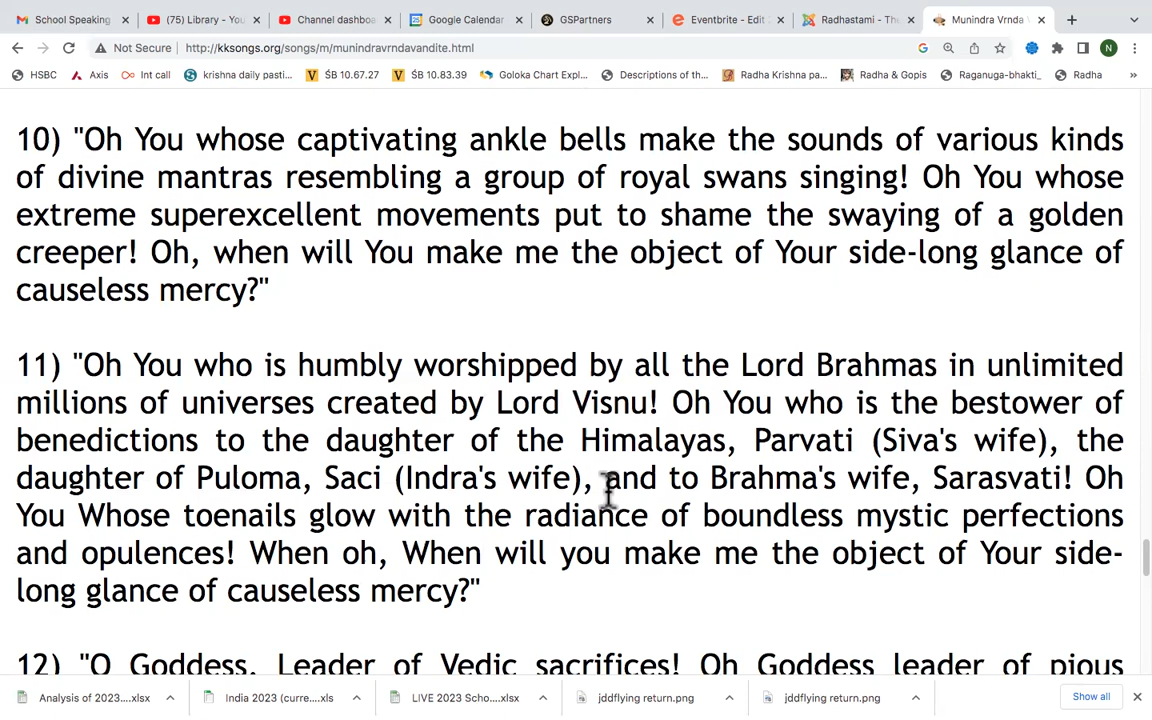 School Speaking
(75) Library - You
Channel dashboa
Google Calendar
GSPartners
Eventbrite - Edit
Radhastami - The
Munindra Vrnda
Not Secure | http://kksongs.org/songs/m/munindravrndavandite.html
HSBC
Axis
Int call
krishna daily pasti...
ŚB 10.67.27
ŚB 10.83.39
Goloka Chart Expl...
Descriptions of th...
Radha Krishna pa...
Radha & Gopis
Raganuga-bhakti_
Radha
10) "Oh You whose captivating ankle bells make the sounds of various kinds
of divine mantras resembling a group of royal swans singing! Oh You whose
extreme superexcellent movements put to shame the swaying of a golden
creeper! Oh, when will You make me the object of Your side-long glance of
causeless mercy?"
11) "Oh You who is humbly worshipped by all the Lord Brahmas in unlimited
millions of universes created by Lord Visnu! Oh You who is the bestower of
benedictions to the daughter of the Himalayas, Parvati (Siva's wife), the
daughter of Puloma, Saci (Indra's wife), and to Brahma's wife, Sarasvati! Oh
You Whose toenails glow with the radiance of boundless mystic perfections
and opulences! When oh, When will you make me the object of Your side-
long glance of causeless mercy?"
12) "O Goddess, Leader of Vedic sacrifices! Oh Goddess leader of pious
Analysis of 2023....xlsx
India 2023 (curre....xls
LIVE 2023 Scho....xlsx
jddflying return.png
jddflying return.png
Show all